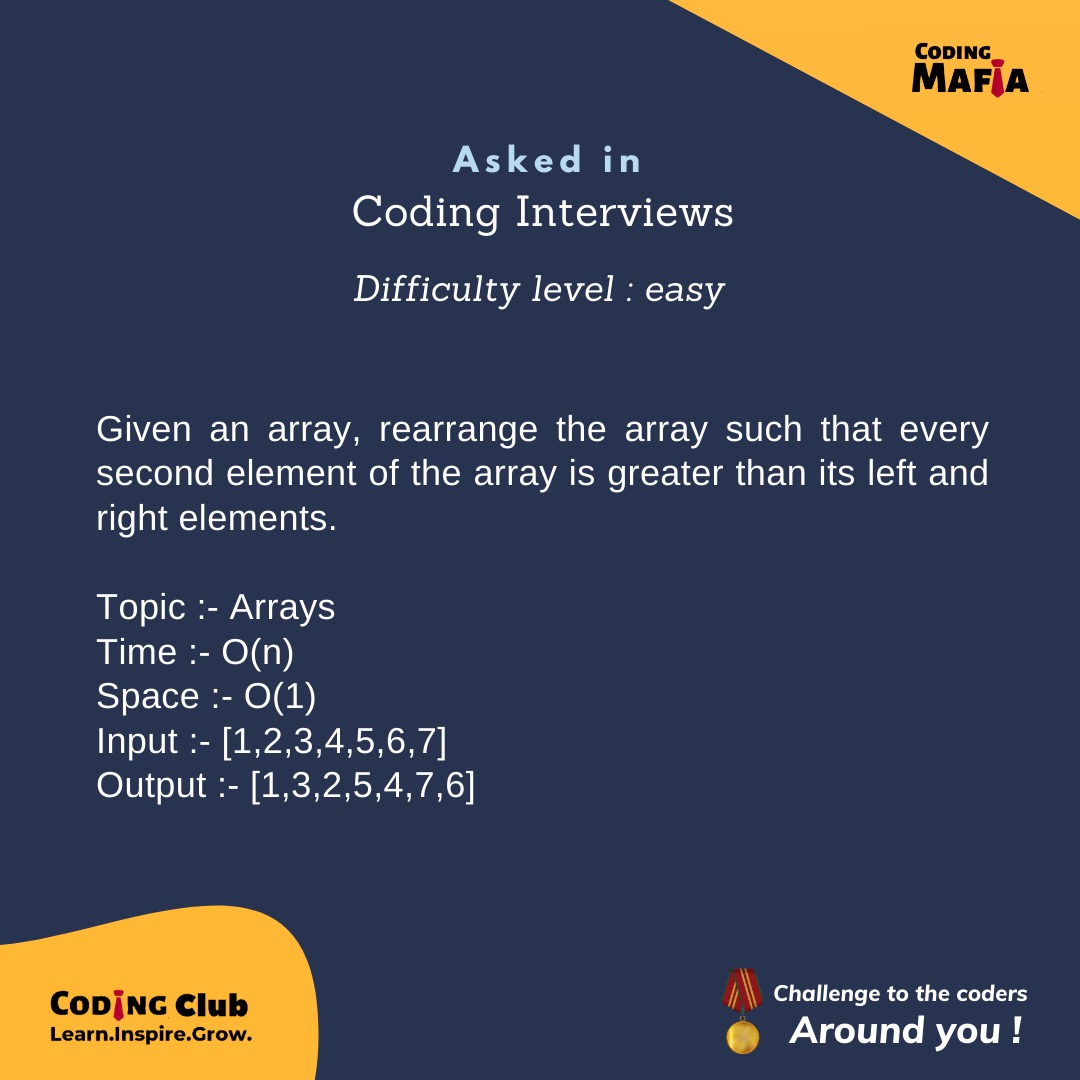 CODING
MAFIA
Asked in
Coding Interviews
Difficulty level : easy
Given an array, rearrange the array such that every
second element of the array is greater than its left and
right elements.
Topic :- Arrays
Time :- O(n)
Space :- O(1)
Input :- [1,2,3,4,5,6,7]
Output :- [1,3,2,5,4,7,6]
CODING Club
Learn.Inspire.Grow.
Challenge to the coders
Around you !